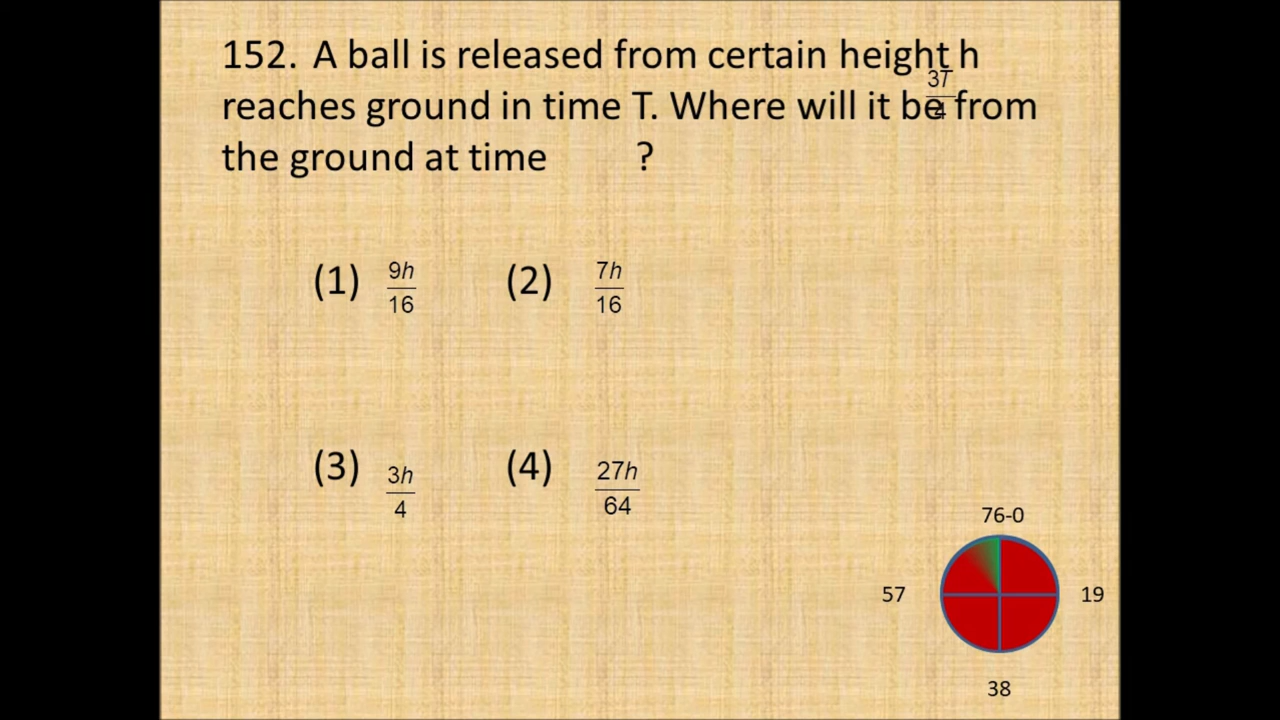 152. A ball is released from certain height h
reaches ground in time T. Where will it be from
3T/4
the ground at time ?
(1) 9h/16 (2) 7h/16
(3) 3h/4 (4) 27h/64
76-0
57 19
38